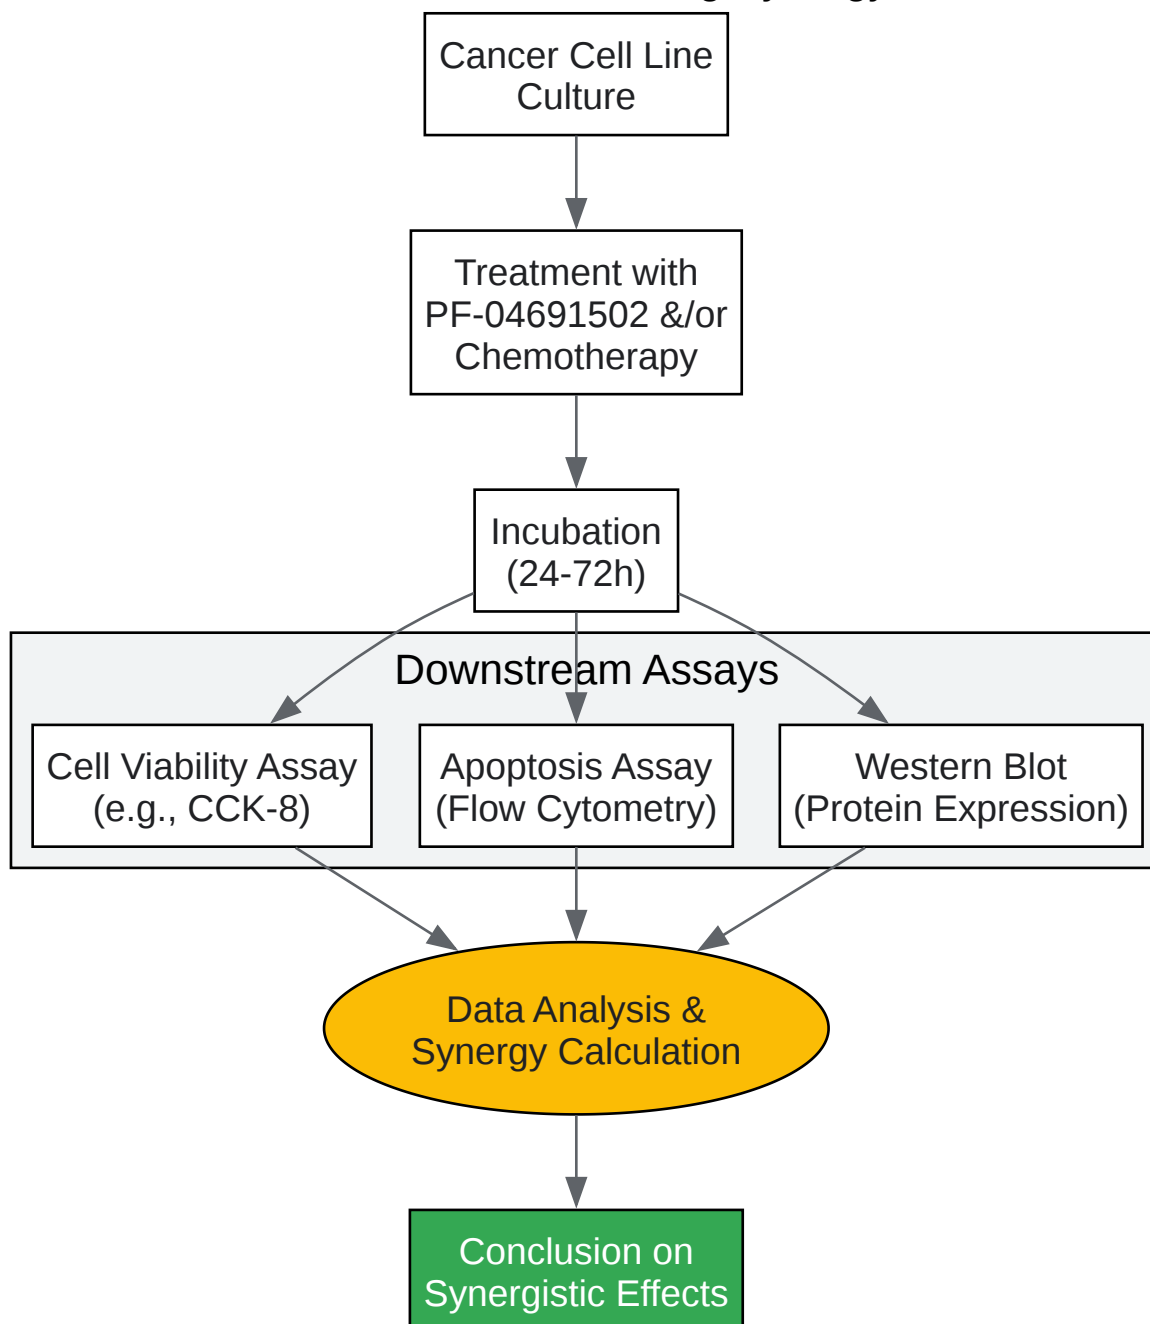 Cancer Cell Line
Culture
Treatment with
PF-04691502 &/or
Chemotherapy
Incubation
(24-72h)
Downstream Assays
Cell Viability Assay
(e.g., CCK-8)
Apoptosis Assay
(Flow Cytometry)
Western Blot
(Protein Expression)
Data Analysis &
Synergy Calculation
Conclusion on
Synergistic Effects